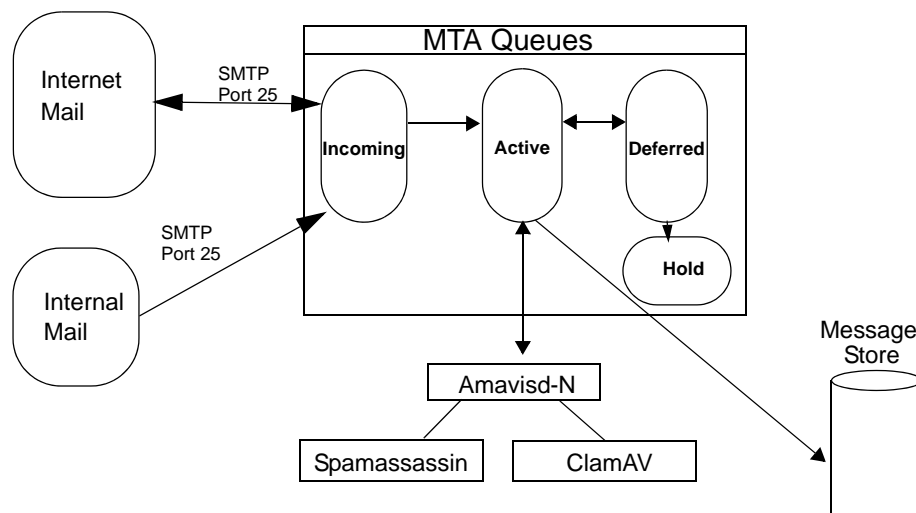 MTA Queues
Internet
Mail
SMTP
Port 25
Incoming
Active
Deferred
Hold
SMTP
Port 25
Internal
Mail
Message
Store
Amavisd-N
Spamassassin
ClamAV